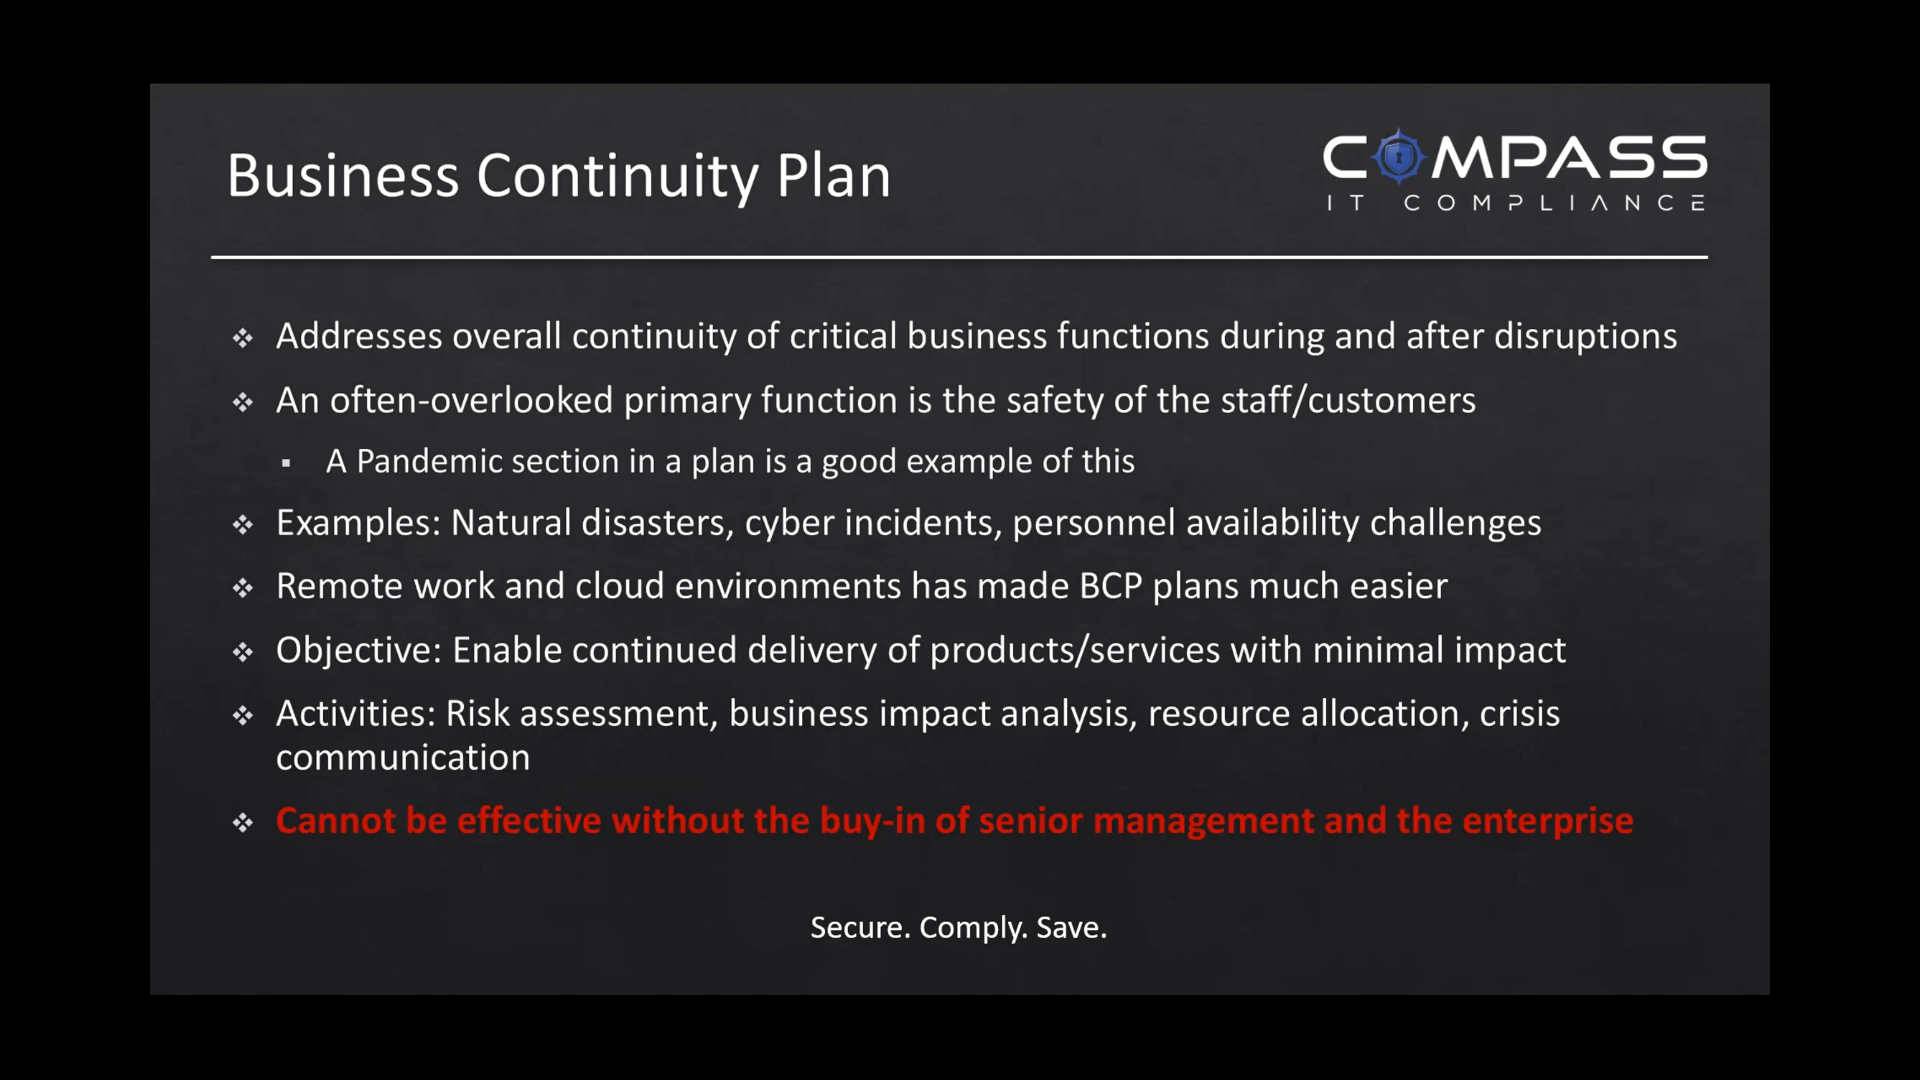 Business Continuity Plan
COMPASS
IT COMPLIANCE
Addresses overall continuity of critical business functions during and after disruptions
An often-overlooked primary function is the safety of the staff/customers
A Pandemic section in a plan is a good example of this
Examples: Natural disasters, cyber incidents, personnel availability challenges
Remote work and cloud environments has made BCP plans much easier
Objective: Enable continued delivery of products/services with minimal impact
Activities: Risk assessment, business impact analysis, resource allocation, crisis
communication
Cannot be effective without the buy-in of senior management and the enterprise
Secure. Comply. Save.